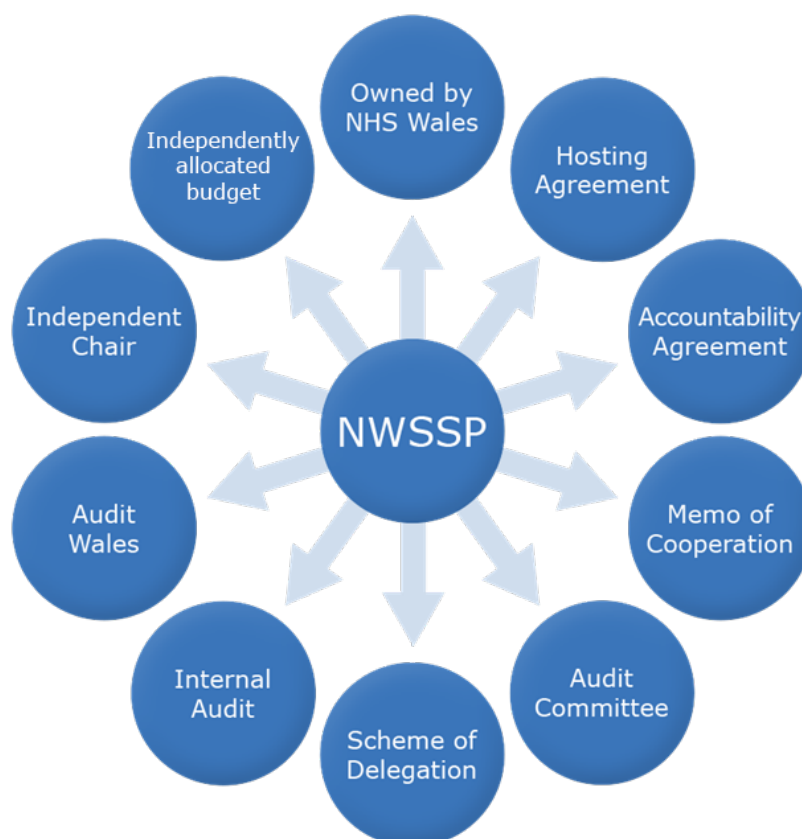 Owned by
NHS Wales
Hosting
Agreement
Accountability
Agreement
Memo of
Cooperation
Audit
Committee
Scheme of
Delegation
Internal
Audit
Audit
Wales
Independent
Chair
Independently
allocated
budget
NWSSP